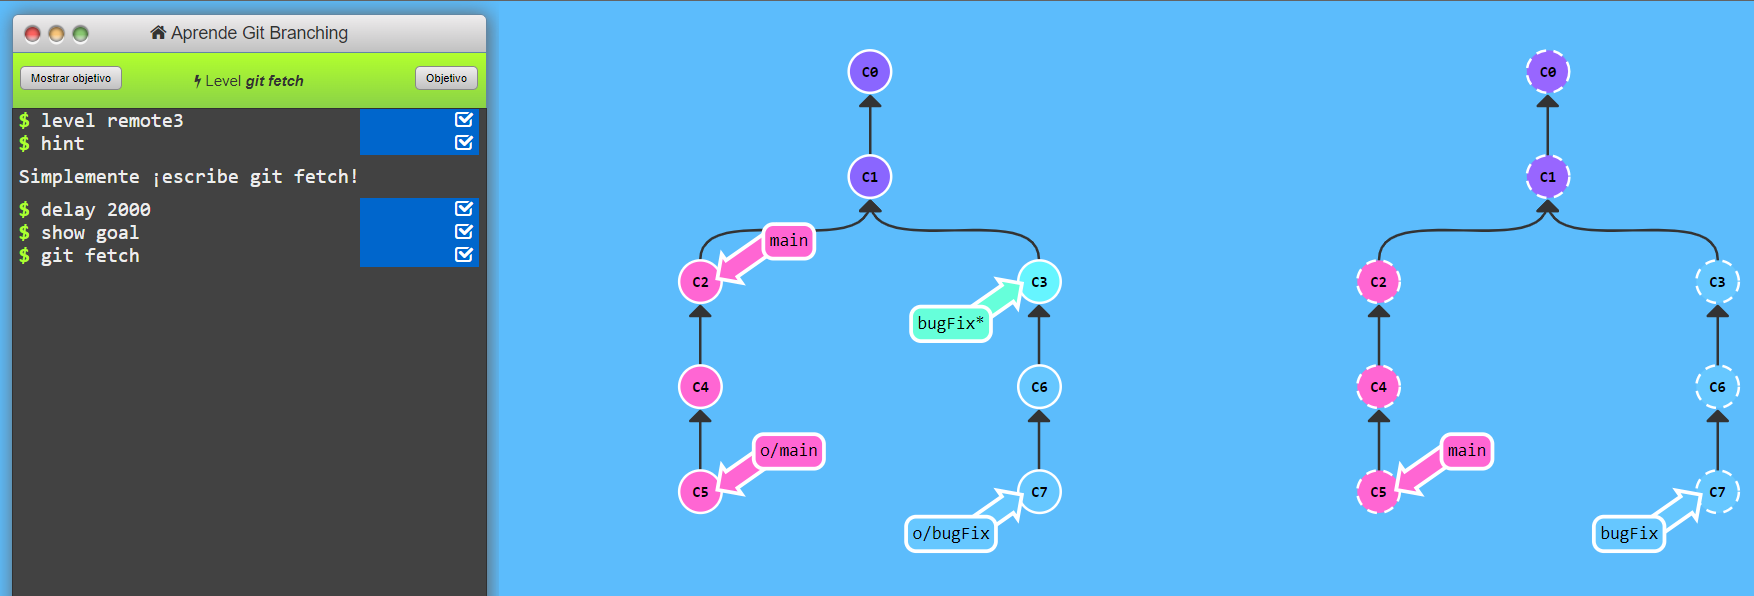 Aprende Git Branching
Mostrar objetivo
Level git fetch
Objetivo
$ level remote3
$ hint
Simplemente ¡escribe git fetch!
$ delay 2000
$ show goal
$ git fetch
C0
C1
main
C2
C3
bugFix*
C4
C6
o/main
C5
C7
o/bugFix
C0
C1
C2
C3
C4
C6
main
C5
C7
bugFix